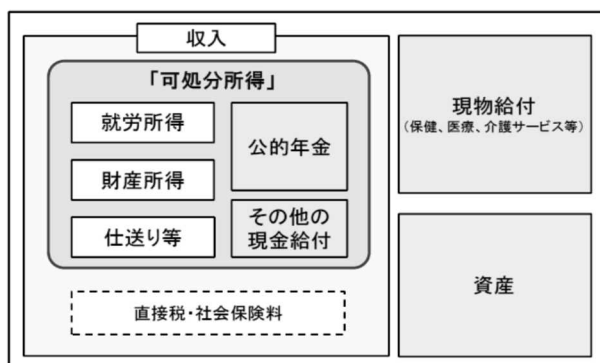 収入
「可処分所得」
就労所得
財産所得
仕送り等
公的年金
その他の
現金給付
直接税・社会保険料
現物給付
（保健、医療、介護サービス等）
資産